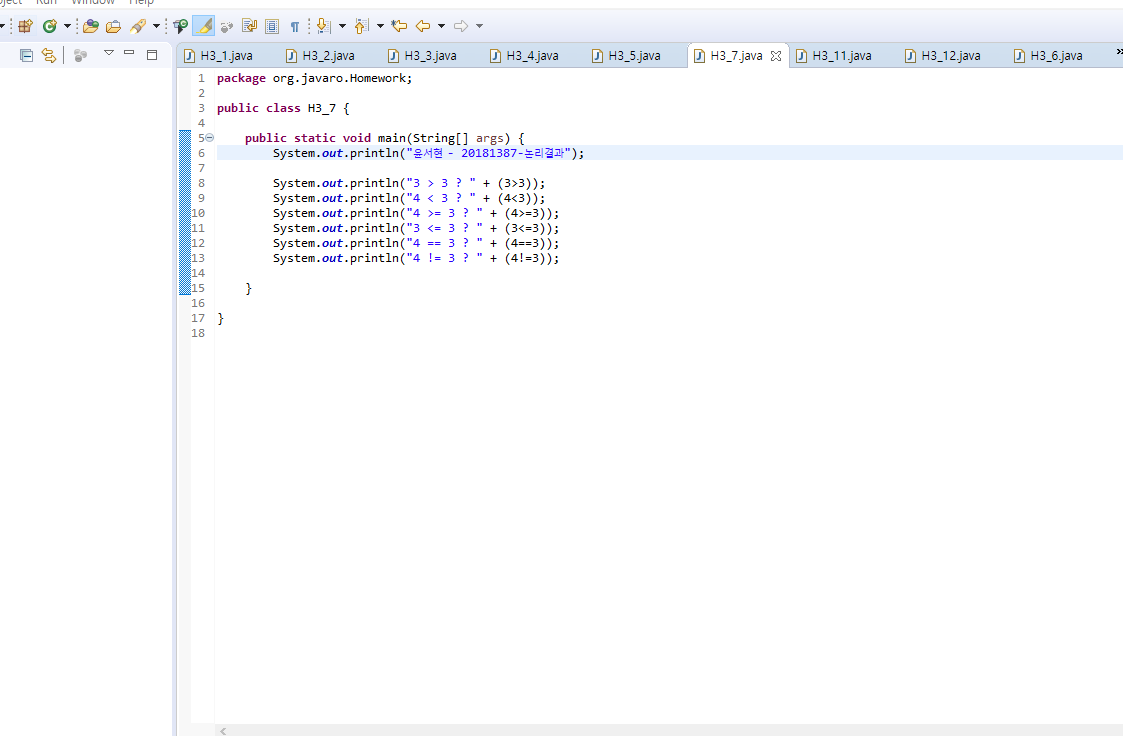 Run Window Help
H3_1.java H3_2.java H3_3.java H3_4.java H3_5.java H3_7.java H3_11.java H3_12.java H3_6.java
1 package org.javaro.Homework;
2
3 public class H3_7 {
4
5 public static void main(String[] args) {
6 System.out.println("윤서현 - 20181387-논리결과");
7
8 System.out.println("3 > 3 ? " + (3>3));
9 System.out.println("4 < 3 ? " + (4<3));
10 System.out.println("4 >= 3 ? " + (4>=3));
11 System.out.println("3 <= 3 ? " + (3<=3));
12 System.out.println("4 == 3 ? " + (4==3));
13 System.out.println("4 != 3 ? " + (4!=3));
14
15 }
16
17 }
18